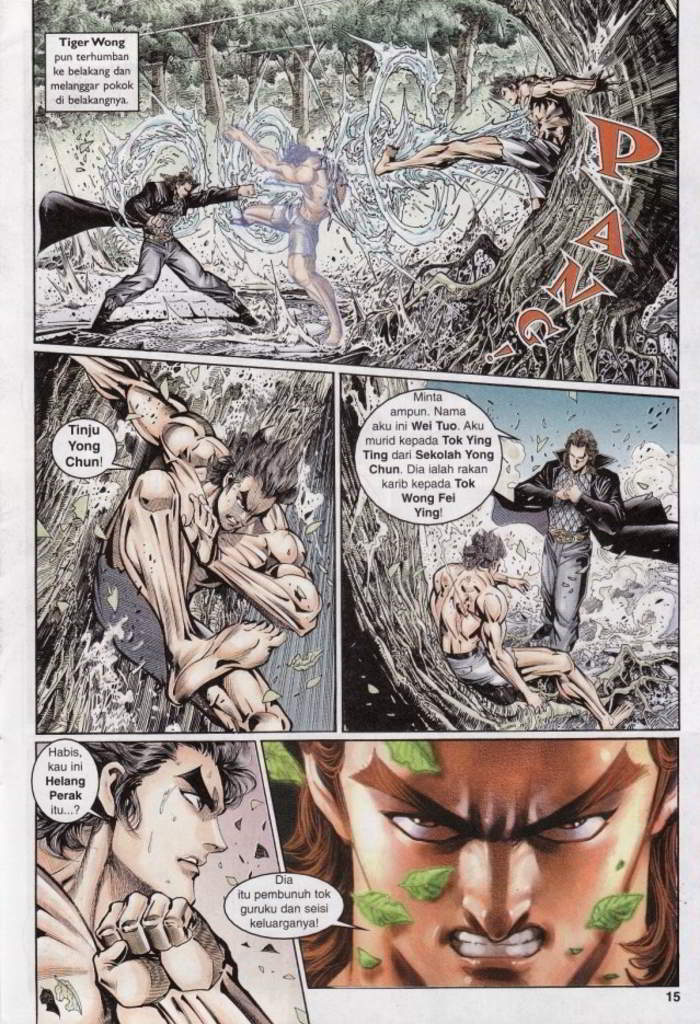 Tiger Wong
pun terhumban
ke belakang dan
melanggar pokok
di belakangnya.
PANG!
Tinju
Yong
Chun!
Minta
ampun. Nama
aku ini Wei Tuo. Aku
murid kepada Tok Ying
Ting dari Sekolah Yong
Chun. Dia ialah rakan
karib kepada Tok
Wong Fei
Ying!
Habis,
kau ini
Helang
Perak
itu...?
Dia
itu pembunuh tok
guruku dan seisi
keluarganya!
15